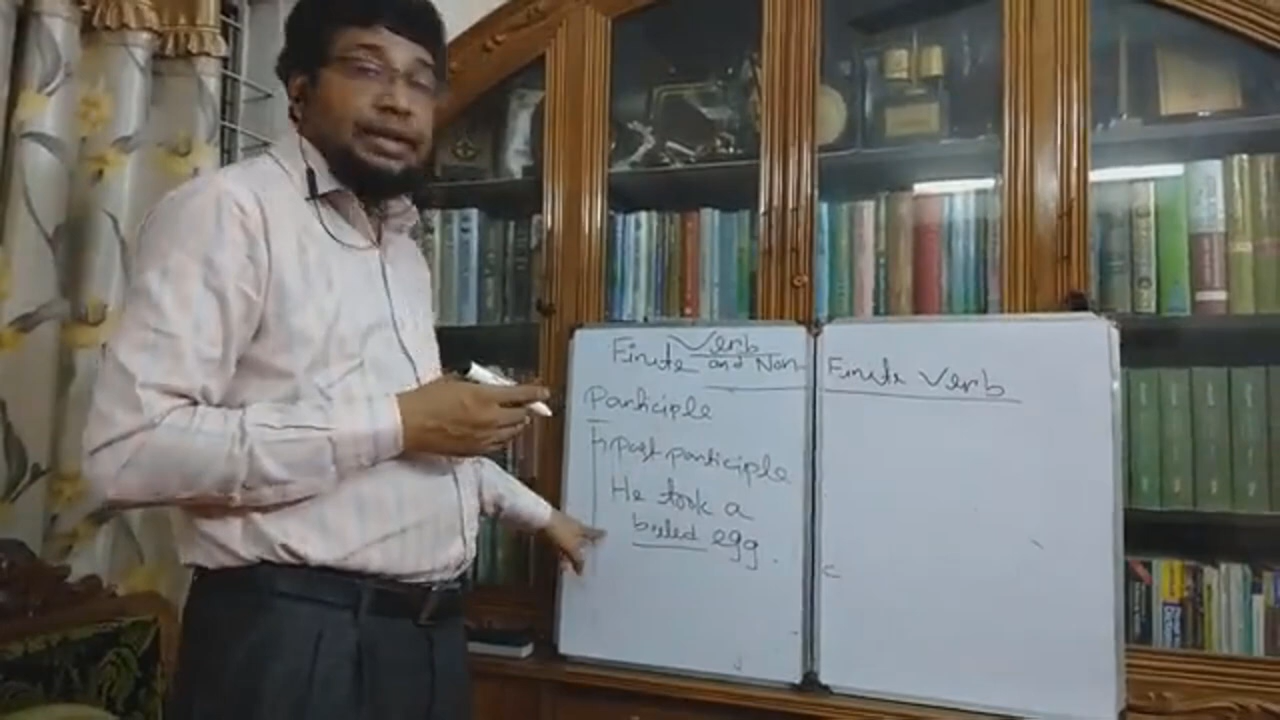 Verb
Finite and Non-
Participle
Past participle
He took a
boiled egg.
Finite Verb